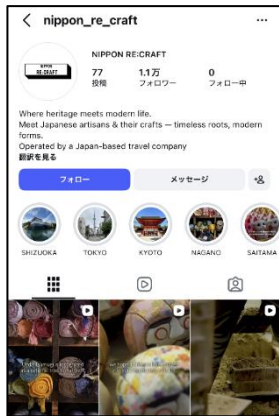 nippon_re_craft
NIPPON RE:CRAFT
RE:CRAFT
77
1.1万
0
投稿
フォロワー
フォロー中
Where heritage meets modern life.
Meet Japanese artisans & their crafts — timeless roots, modern
forms.
Operated by a Japan-based travel company
翻訳を見る
フォロー
メッセージ
SHIZUOKA
TOKYO
KYOTO
NAGANO
SAITAMA